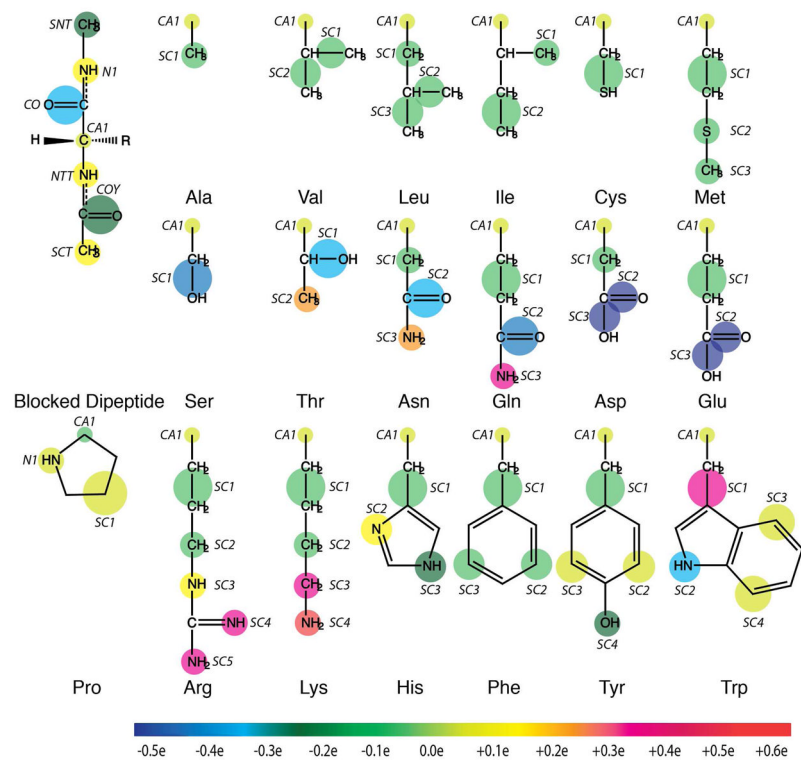 SNT CH3
NH N1
CO O C
CA1
H R
NTT NH
COY
C O
SCT CH3
Blocked Dipeptide
CA1
SC1 CH3
Ala
CA1
SC1
CH CH3
SC2
CH3
Val
CA1
SC1 CH2
SC2
CH CH3
SC3
CH3
Leu
CA1
SC1
CH CH3
CH2
SC2
CH3
Ile
CA1
CH2
SC1
SH
Cys
CA1
CH2
SC1
CH2
S SC2
CH3 SC3
Met
CA1
CH2
SC1
OH
Ser
CA1
SC1
CH OH
SC2 CH3
Thr
CA1
SC1 CH2
SC2
C O
SC3 NH2
Asn
CA1
CH2
SC1
CH2
SC2
C O
NH2 SC3
Gln
CA1
SC1 CH2
SC2
C O
SC3
OH
Asp
CA1
CH2
SC1
CH2
SC2
C O
SC3
OH
Glu
CA1
N1 HN
SC1
Pro
CA1
CH2
SC1
CH2
CH2 SC2
NH SC3
C NH SC4
NH2 SC5
Arg
CA1
CH2
SC1
CH2
CH2 SC2
CH2 SC3
NH2 SC4
Lys
CA1
CH2
SC1
SC2
N
NH
SC3
His
CA1
CH2
SC1
SC3 SC2
Phe
CA1
CH2
SC1
SC3 SC2
OH
SC4
Tyr
CA1
CH2
SC1
SC3
HN
SC2
SC4
Trp
-0.5e -0.4e -0.3e -0.2e -0.1e 0.0e +0.1e +0.2e +0.3e +0.4e +0.5e +0.6e